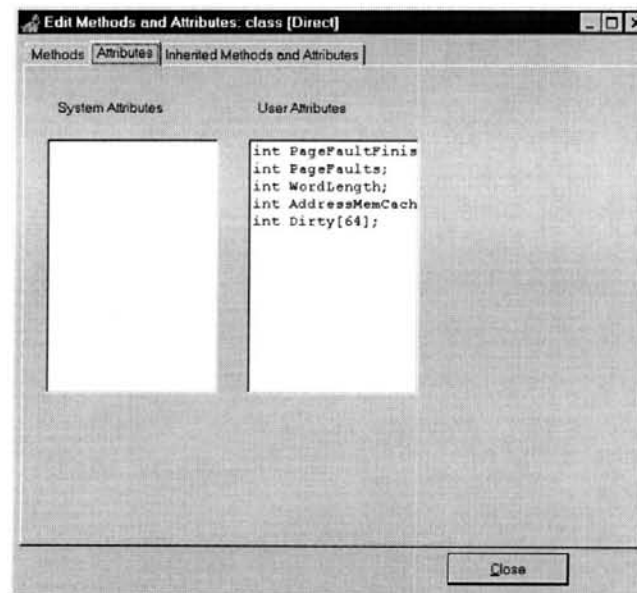 Edit Methods and Attributes: class [Direct]
Methods Attributes Inherited Methods and Attributes
System Attributes User Attributes
int PageFaultFinis
int PageFaults;
int WordLength;
int AddressMemCach
int Dirty[64];
Close